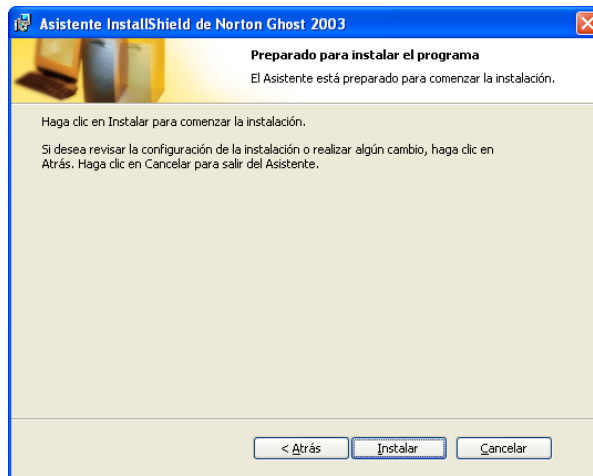 Asistente InstallShield de Norton Ghost 2003
Preparado para instalar el programa
El Asistente está preparado para comenzar la instalación.
Haga clic en Instalar para comenzar la instalación.
Si desea revisar la configuración de la instalación o realizar algún cambio, haga clic en
Atrás. Haga clic en Cancelar para salir del Asistente.
< Atrás
Instalar
Cancelar